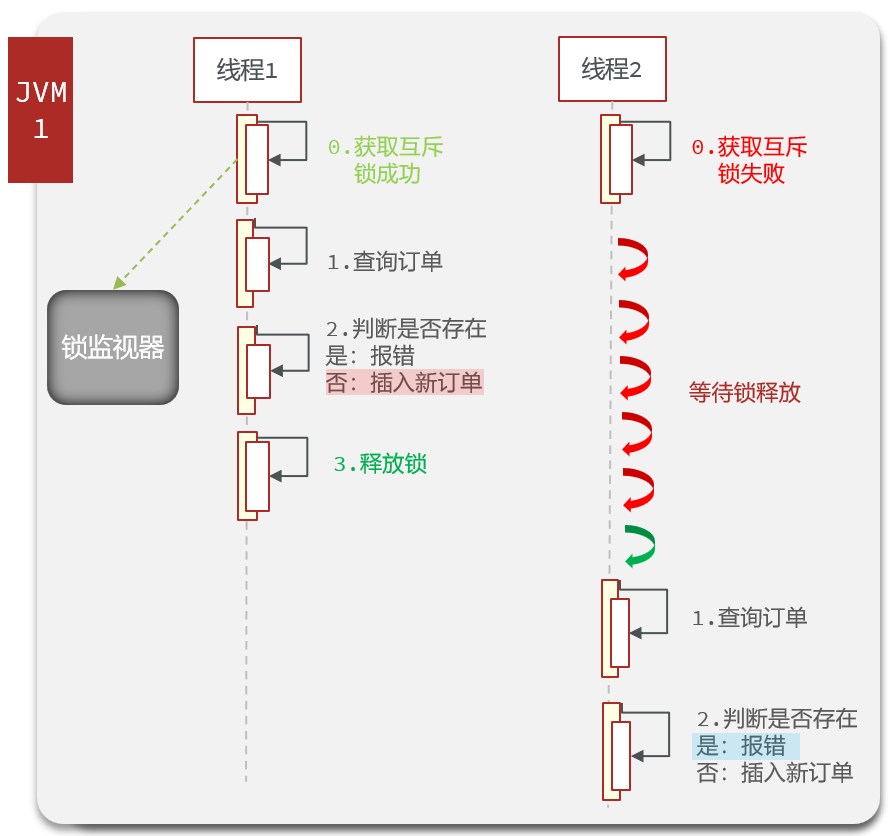 JVM
1
线程1
线程2
0.获取互斥
锁成功
0.获取互斥
锁失败
1.查询订单
锁监视器
2.判断是否存在
是：报错
否：插入新订单
等待锁释放
3.释放锁
1.查询订单
2.判断是否存在
是：报错
否：插入新订单